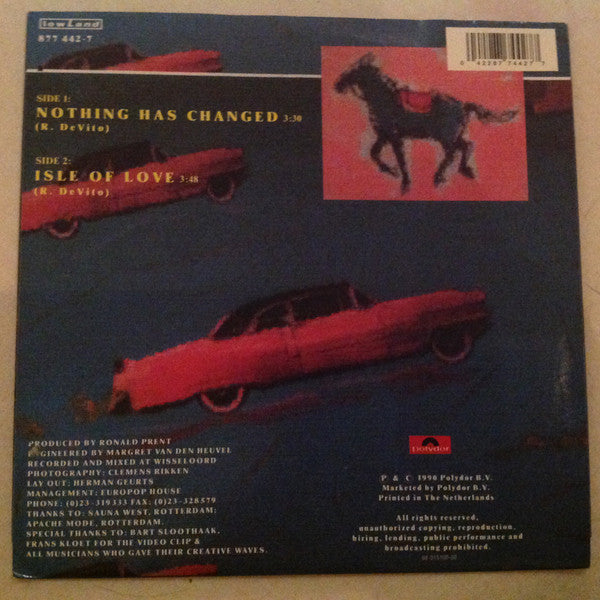 lowLand
877 442-7
0 42287 74427 7
SIDE 1:
NOTHING HAS CHANGED 3:30
(R. DeVito)
SIDE 2:
ISLE OF LOVE 3:48
(R. DeVito)
PRODUCED BY RONALD PRENT
ENGINEERED BY MARGRET VAN DEN HEUVEL
RECORDED AND MIXED AT WISSELOORD
PHOTOGRAPHY: CLEMENS RIKKEN
LAY OUT: HERMAN GEURTS
MANAGEMENT: EUROPOP HOUSE
PHONE: (0)23-319333 FAX: (0)23-328579
THANKS TO: SAUNA WEST, ROTTERDAM;
APACHE MODE, ROTTERDAM.
SPECIAL THANKS TO: BART SLOOTHAAK,
FRANS KLOET FOR THE VIDEO CLIP &
ALL MUSICIANS WHO GAVE THEIR CREATIVE WAVES.
polydor
P & C 1990 Polydor B.V.
Marketed by Polydor B.V.
Printed in The Netherlands
All rights reserved,
unauthorized copying, reproduction,
hiring, lending, public performance and
broadcasting prohibited.